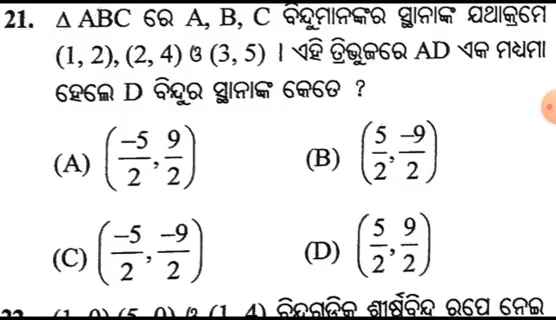 21. Δ ABC ରେ A, B, C ବିନ୍ଦୁମାନଙ୍କର ସ୍ଥାନାଙ୍କ ଯଥାକ୍ରମେ
(1, 2), (2, 4) ଓ (3, 5) । ଏହି ତ୍ରିଭୁଜରେ AD ଏକ ମଧ୍ୟମା
ହେଲେ D ବିନ୍ଦୁର ସ୍ଥାନାଙ୍କ କେତେ ?
(A) (-5/2, 9/2) (B) (5/2, -9/2)
(C) (-5/2, -9/2) (D) (5/2, 9/2)